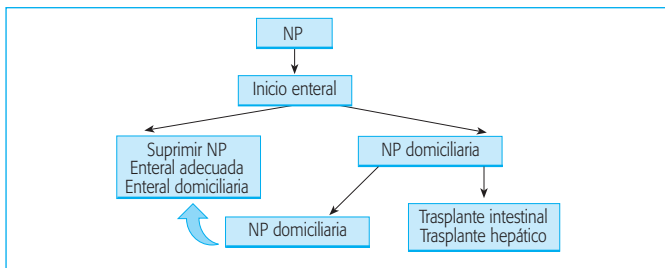 NP
Inicio enteral
Suprimir NP
Enteral adecuada
Enteral domiciliaria
NP domiciliaria
NP domiciliaria
Trasplante intestinal
Trasplante hepático